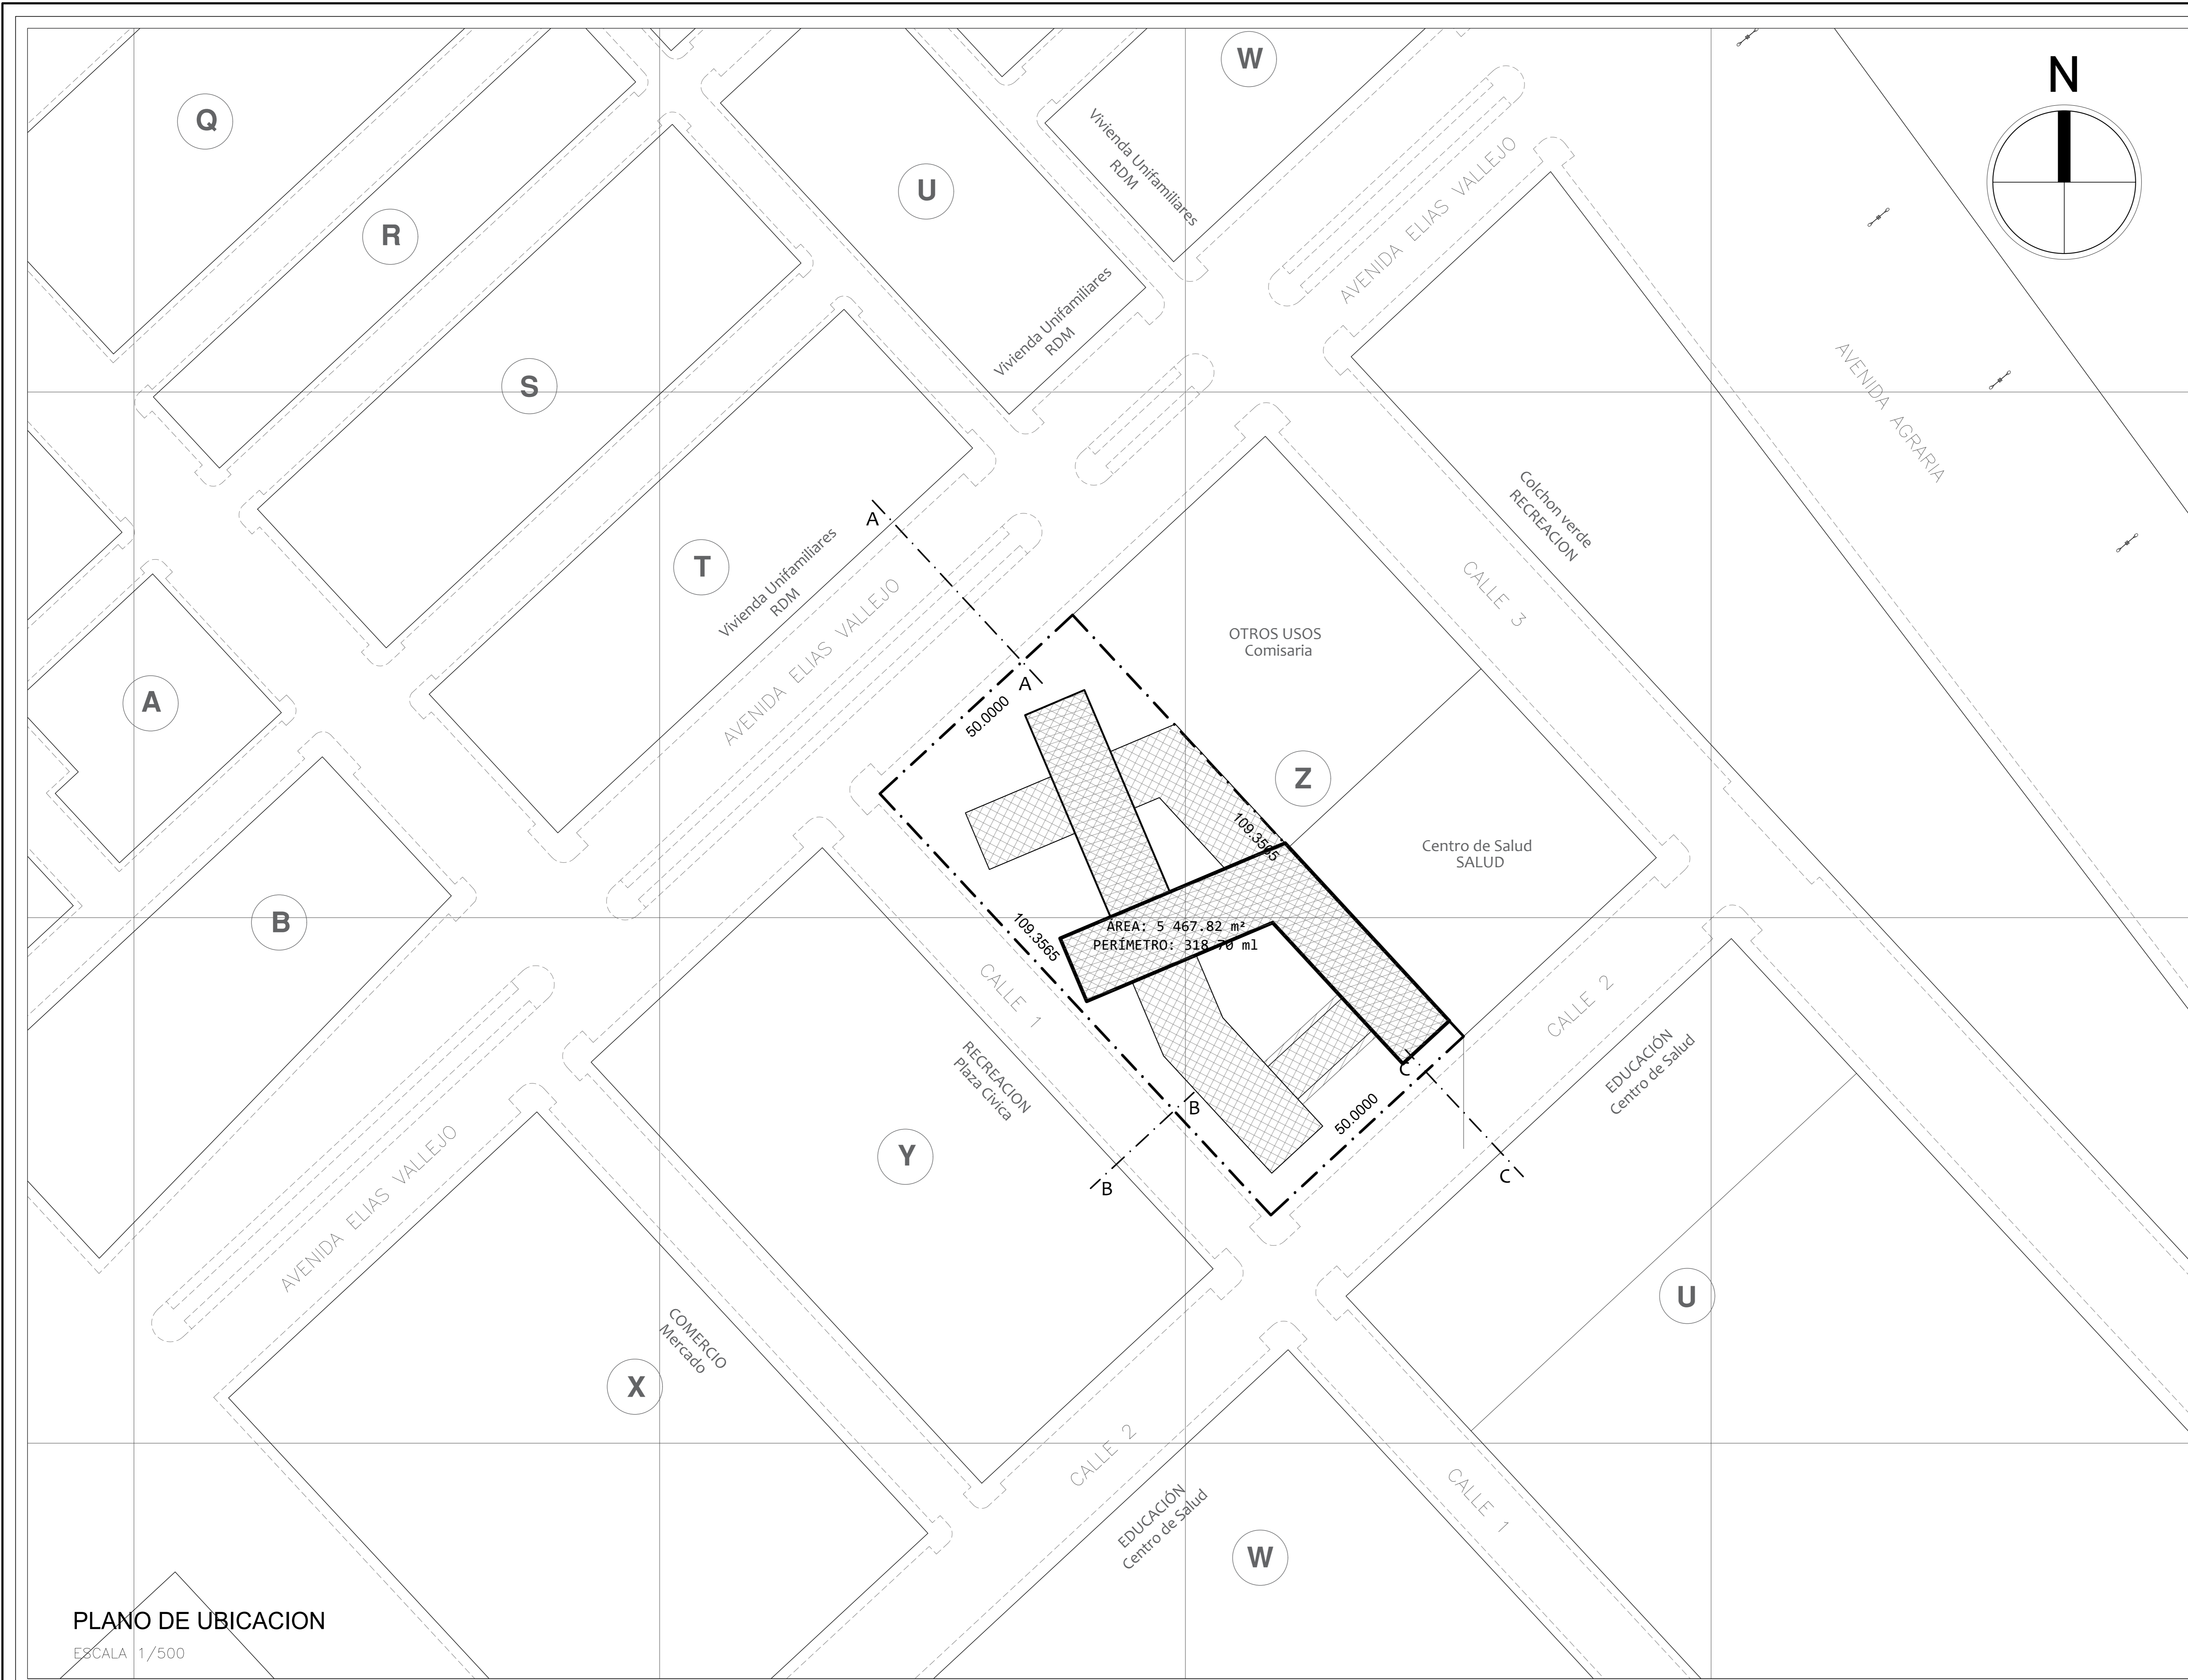 W
N
Q
Vivienda Unifamiliares
RDM
U
AVENIDA ELIAS VALLEJO
R
Vivienda Unifamiliares
RDM
S
AVENIDA AGRARIA
Colchon verde
RECREACION
A
T
Vivienda Unifamiliares
RDM
AVENIDA ELIAS VALLEJO
CALLE 3
OTROS USOS
Comisaria
A
A
50.0000
Z
109.3565
Centro de Salud
SALUD
B
109.3565
ÁREA: 5 467.82 m²
PERÍMETRO: 318.70 ml
CALLE 1
CALLE 2
RECREACION
Plaza Civica
EDUCACIÓN
Centro de Salud
C
B
50.0000
Y
B
C
AVENIDA ELIAS VALLEJO
U
COMERCIO
Mercado
X
CALLE 2
CALLE 1
EDUCACIÓN
Centro de Salud
W
PLANO DE UBICACION
ESCALA 1/500